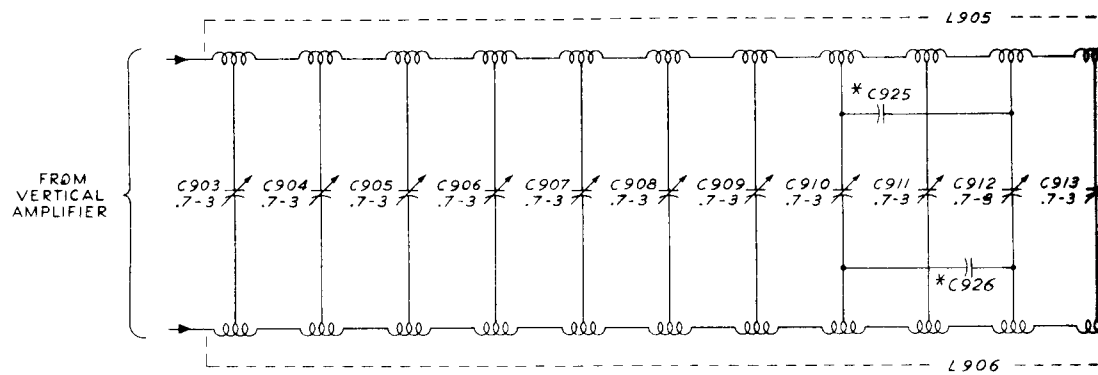 L905
* C925
FROM
VERTICAL
AMPLIFIER
C903
.7-3
C904
.7-3
C905
.7-3
C906
.7-3
C907
.7-3
C908
.7-3
C909
.7-3
C910
.7-3
C911
.7-3
C912
.7-3
C913
.7-3
* C926
L906